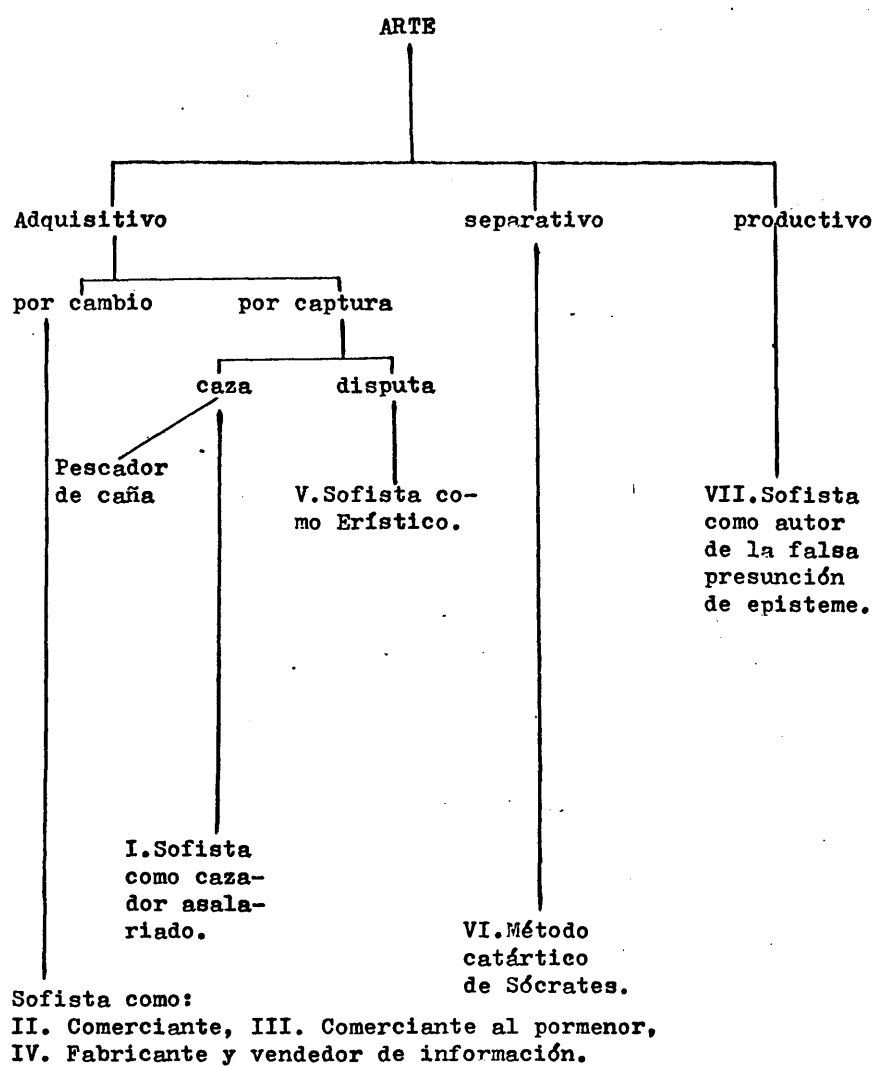 ARTE
Adquisitivo
separativo
productivo
por cambio
por captura
caza
disputa
Pescador
de caña
V.Sofista co-
mo Erístico.
VII.Sofista
como autor
de la falsa
presunción
de episteme.
I.Sofista
como caza-
dor asala-
riado.
VI.Método
catártico
de Sócrates.
Sofista como:
II. Comerciante, III. Comerciante al pormenor,
IV. Fabricante y vendedor de información.